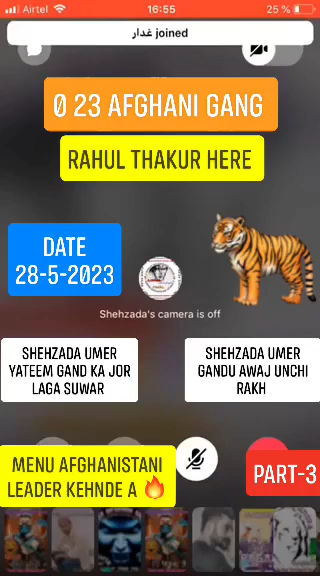 Airtel 16:55 25 %
غدار joined
0 23 AFGHANI GANG
RAHUL THAKUR HERE
DATE
28-5-2023
Shehzada's camera is off
SHEHZADA UMER
YATEEM GAND KA JOR
LAGA SUWAR
SHEHZADA UMER
GANDU AWAJ UNCHI
RAKH
MENU AFGHANISTANI
LEADER KEHNDE A 🔥
PART-3